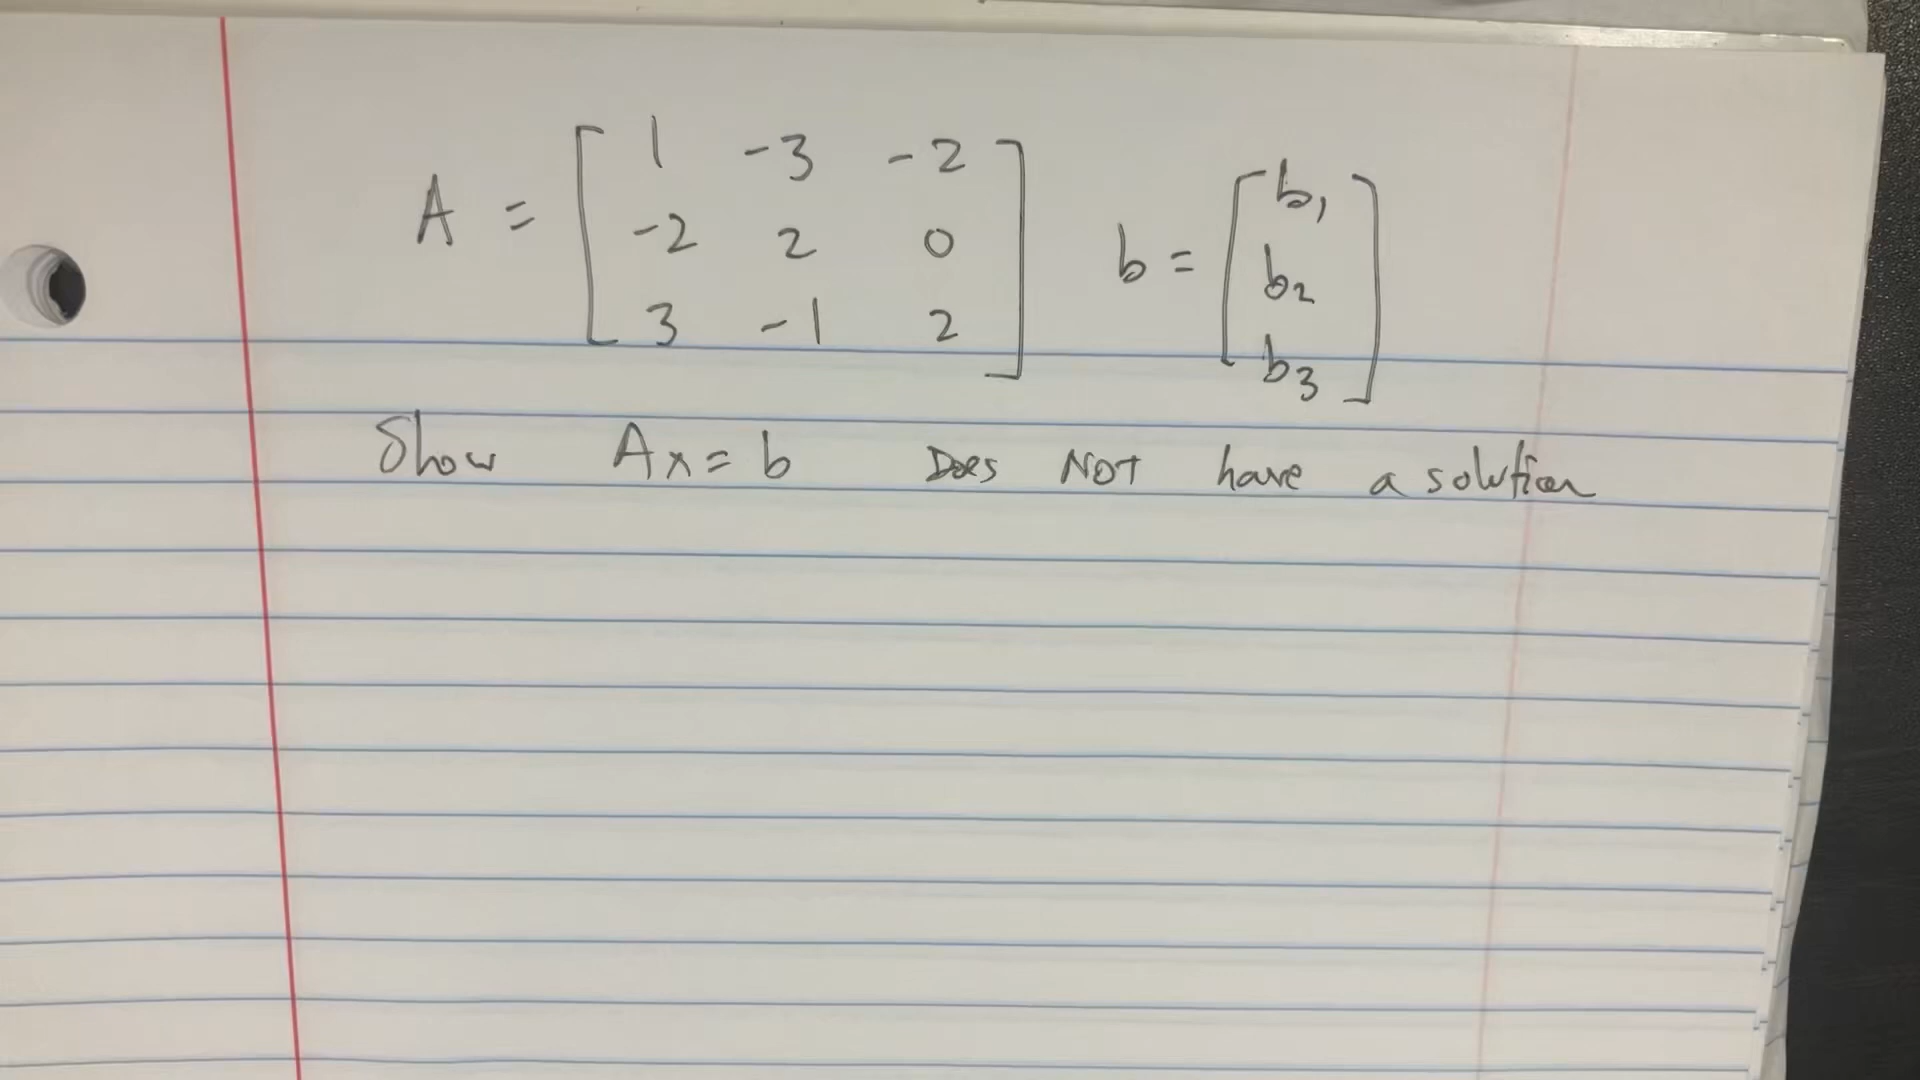 A = [ 1 -3 -2
-2 2 0
3 -1 2 ]
b = [ b₁
b₂
b₃ ]
Show Ax = b Does NOT have a solution